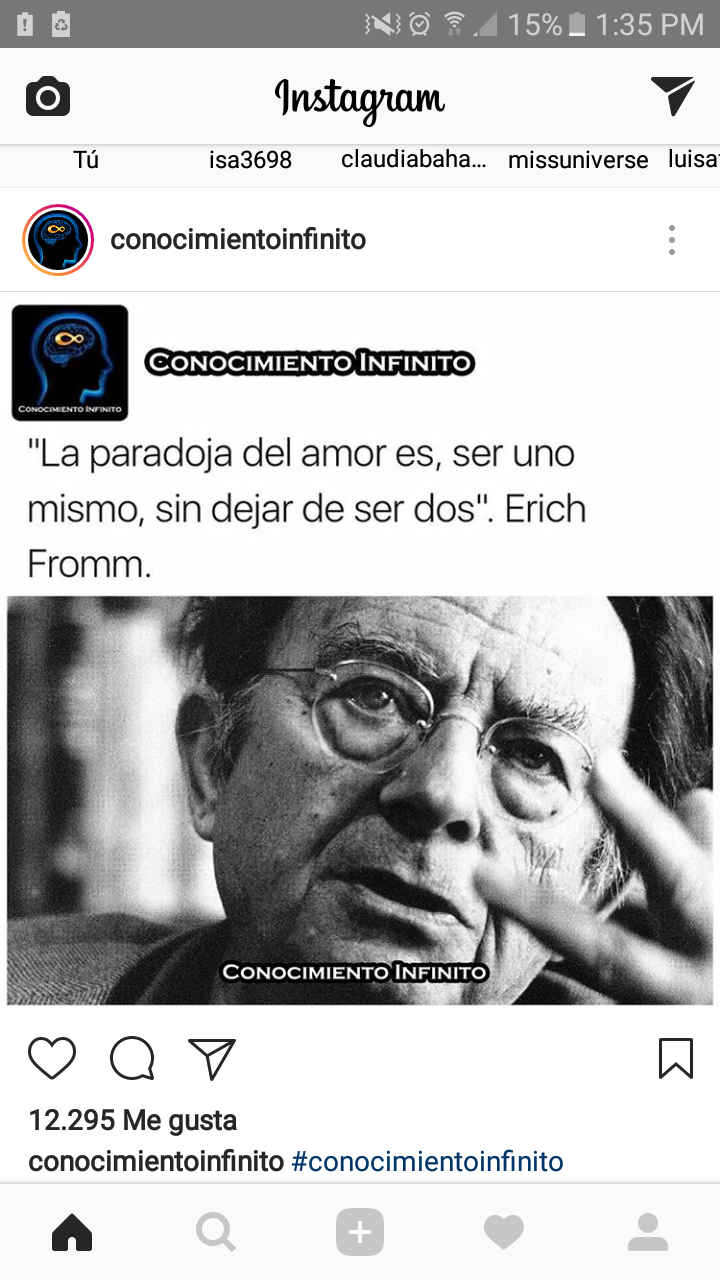 15% 1:35 PM
Instagram
Tú isa3698 claudiabaha... missuniverse luisa
conocimientoinfinito
Conocimiento Infinito
Conocimiento Infinito
"La paradoja del amor es, ser uno
mismo, sin dejar de ser dos". Erich
Fromm.
Conocimiento Infinito
12.295 Me gusta
conocimientoinfinito #conocimientoinfinito